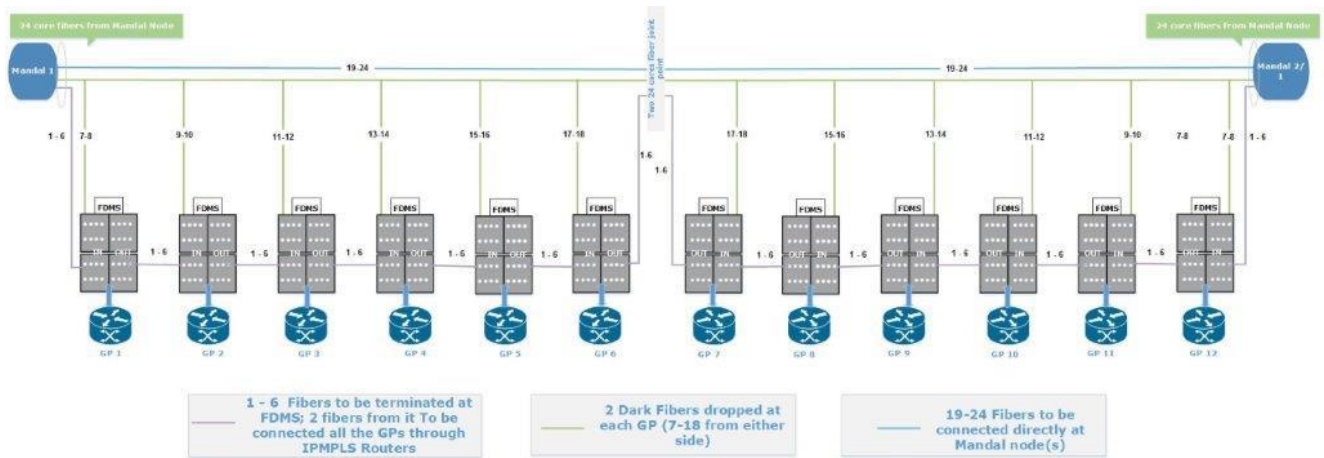 24 core fibers from Mandal Node
24 core fibers from Mandal Node
Mandal 1
19-24
Two 24 cores fiber joint
point
19-24
Mandal 2/
1
1 - 6
7-8
9-10
11-12
13-14
15-16
17-18
1-6
1-6
17-18
15-16
13-14
11-12
9-10
7-8
7-8
1 - 6
FDMS
FDMS
FDMS
FDMS
FDMS
FDMS
FDMS
FDMS
FDMS
FDMS
FDMS
FDMS
IN OUT
1 - 6
IN OUT
1 - 6
IN OUT
1 - 6
IN OUT
1 - 6
IN OUT
1 - 6
IN OUT
OUT IN
1 - 6
OUT IN
1 - 6
OUT IN
1 - 6
OUT IN
1 - 6
OUT IN
1 - 6
OUT IN
GP 1
GP 2
GP 3
GP 4
GP 5
GP 6
GP 7
GP 8
GP 9
GP 10
GP 11
GP 12
1 - 6 Fibers to be terminated at
FDMS; 2 fibers from it To be
connected all the GPs through
IPMPLS Routers
2 Dark Fibers dropped at
each GP (7-18 from either
side)
19-24 Fibers to be
connected directly at
Mandal node(s)